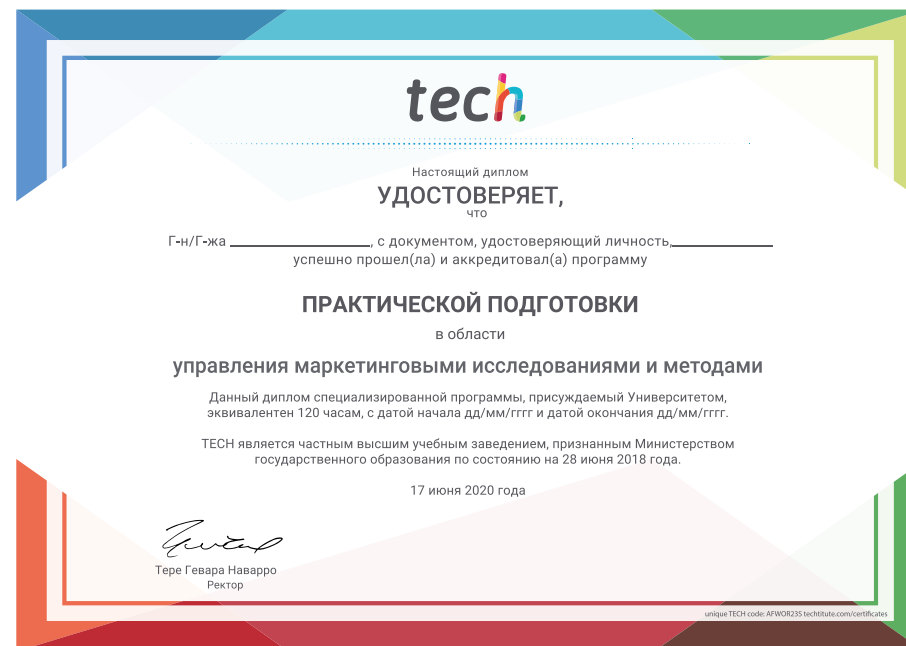 tech
Настоящий диплом
УДОСТОВЕРЯЕТ,
что
Г-н/Г-жа ____________________, с документом, удостоверяющий личность,______________
успешно прошел(ла) и аккредитовал(а) программу
ПРАКТИЧЕСКОЙ ПОДГОТОВКИ
в области
управления маркетинговыми исследованиями и методами
Данный диплом специализированной программы, присуждаемый Университетом,
эквивалентен 120 часам, с датой начала дд/мм/гггг и датой окончания дд/мм/гггг.
TECH является частным высшим учебным заведением, признанным Министерством
государственного образования по состоянию на 28 июня 2018 года.
17 июня 2020 года
Тере Гевара Наварро
Ректор
unique TECH code: AFWOR23S techtitute.com/certificates